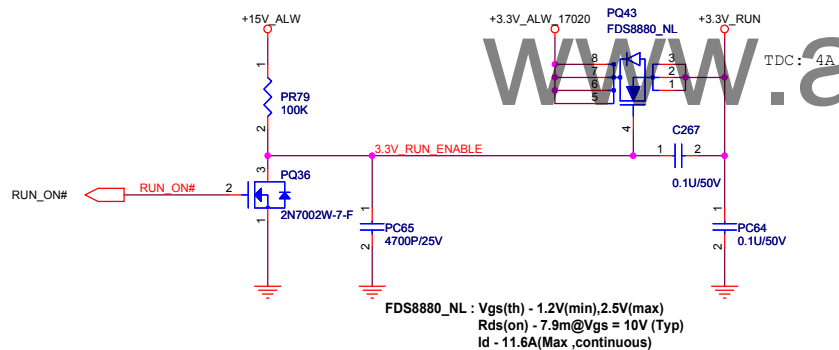 +15V_ALW
+3.3V_ALW_17020
PQ43
FDS8880_NL
+3.3V_RUN
www.a
TDC: 4A
8
7
6
5
3
2
1
4
1
PR79
100K
2
3.3V_RUN_ENABLE
1
C267
2
0.1U/50V
3
PQ36
RUN_ON#
RUN_ON#
2
2N7002W-7-F
1
1
PC65
4700P/25V
2
1
PC64
0.1U/50V
2
FDS8880_NL : Vgs(th) - 1.2V(min),2.5V(max)
Rds(on) - 7.9m@Vgs = 10V (Typ)
Id - 11.6A(Max ,continuous)